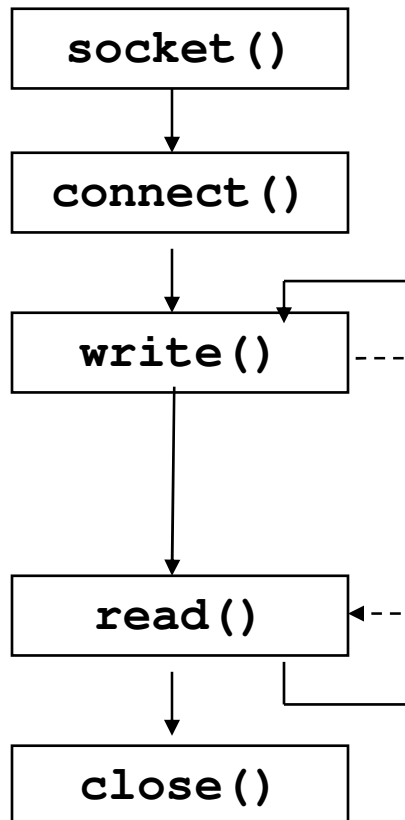 socket()
connect()
write()
read()
close()